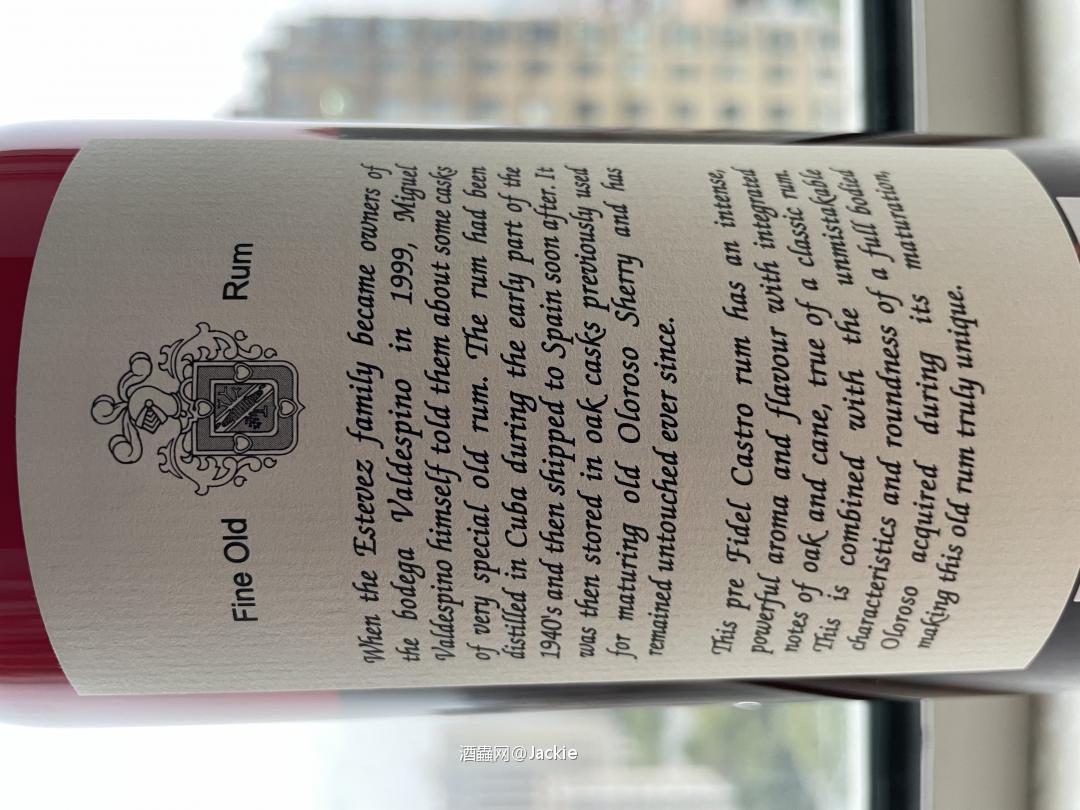 Fine Old Rum
When the Estevez family became owners of
the bodega Valdespino in 1999, Miguel
Valdespino himself told them about some casks
of very special old rum. The rum had been
distilled in Cuba during the early part of the
1940's and then shipped to Spain soon after. It
was then stored in oak casks previously used
for maturing old Oloroso Sherry and has
remained untouched ever since.
This pre Fidel Castro rum has an intense,
powerful aroma and flavour with integrated
notes of oak and cane, true of a classic rum.
This is combined with the unmistakable
characteristics and roundness of a full bodied
Oloroso acquired during its maturation,
making this old rum truly unique.
酒蟲网@Jackie